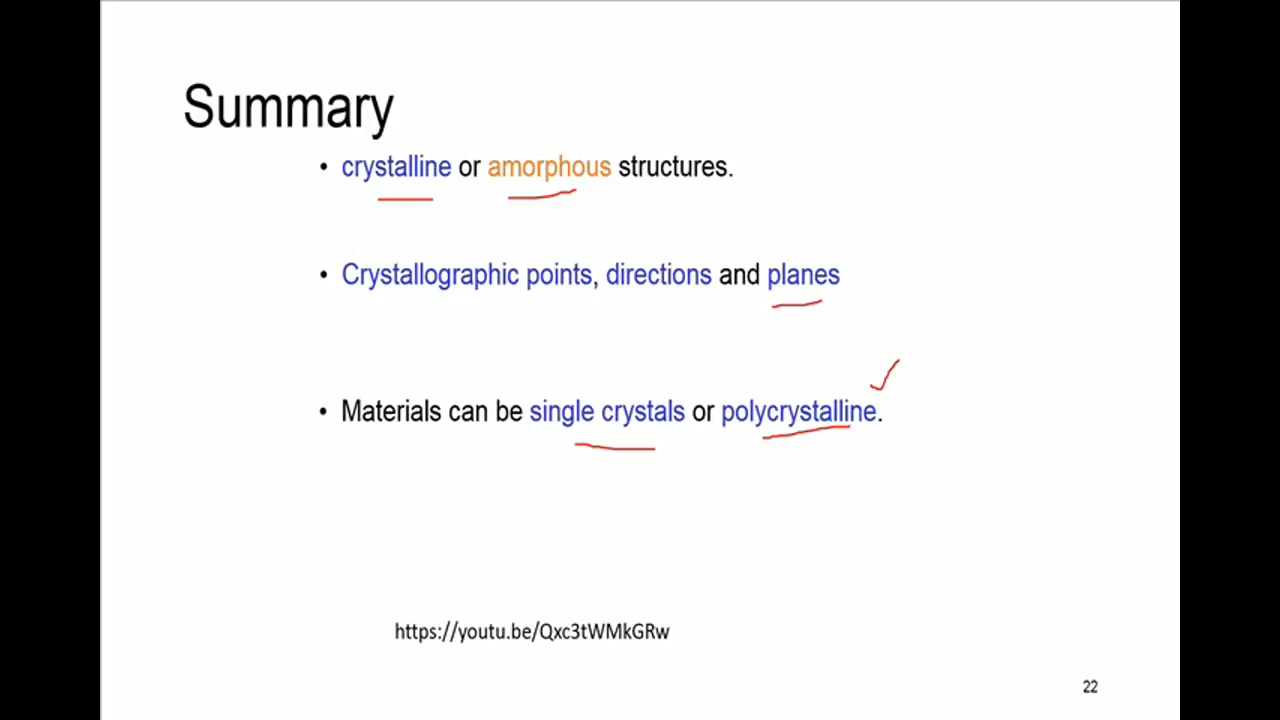 Summary
• crystalline or amorphous structures.
• Crystallographic points, directions and planes
• Materials can be single crystals or polycrystalline.
https://youtu.be/Qxc3tWMkGRw
22